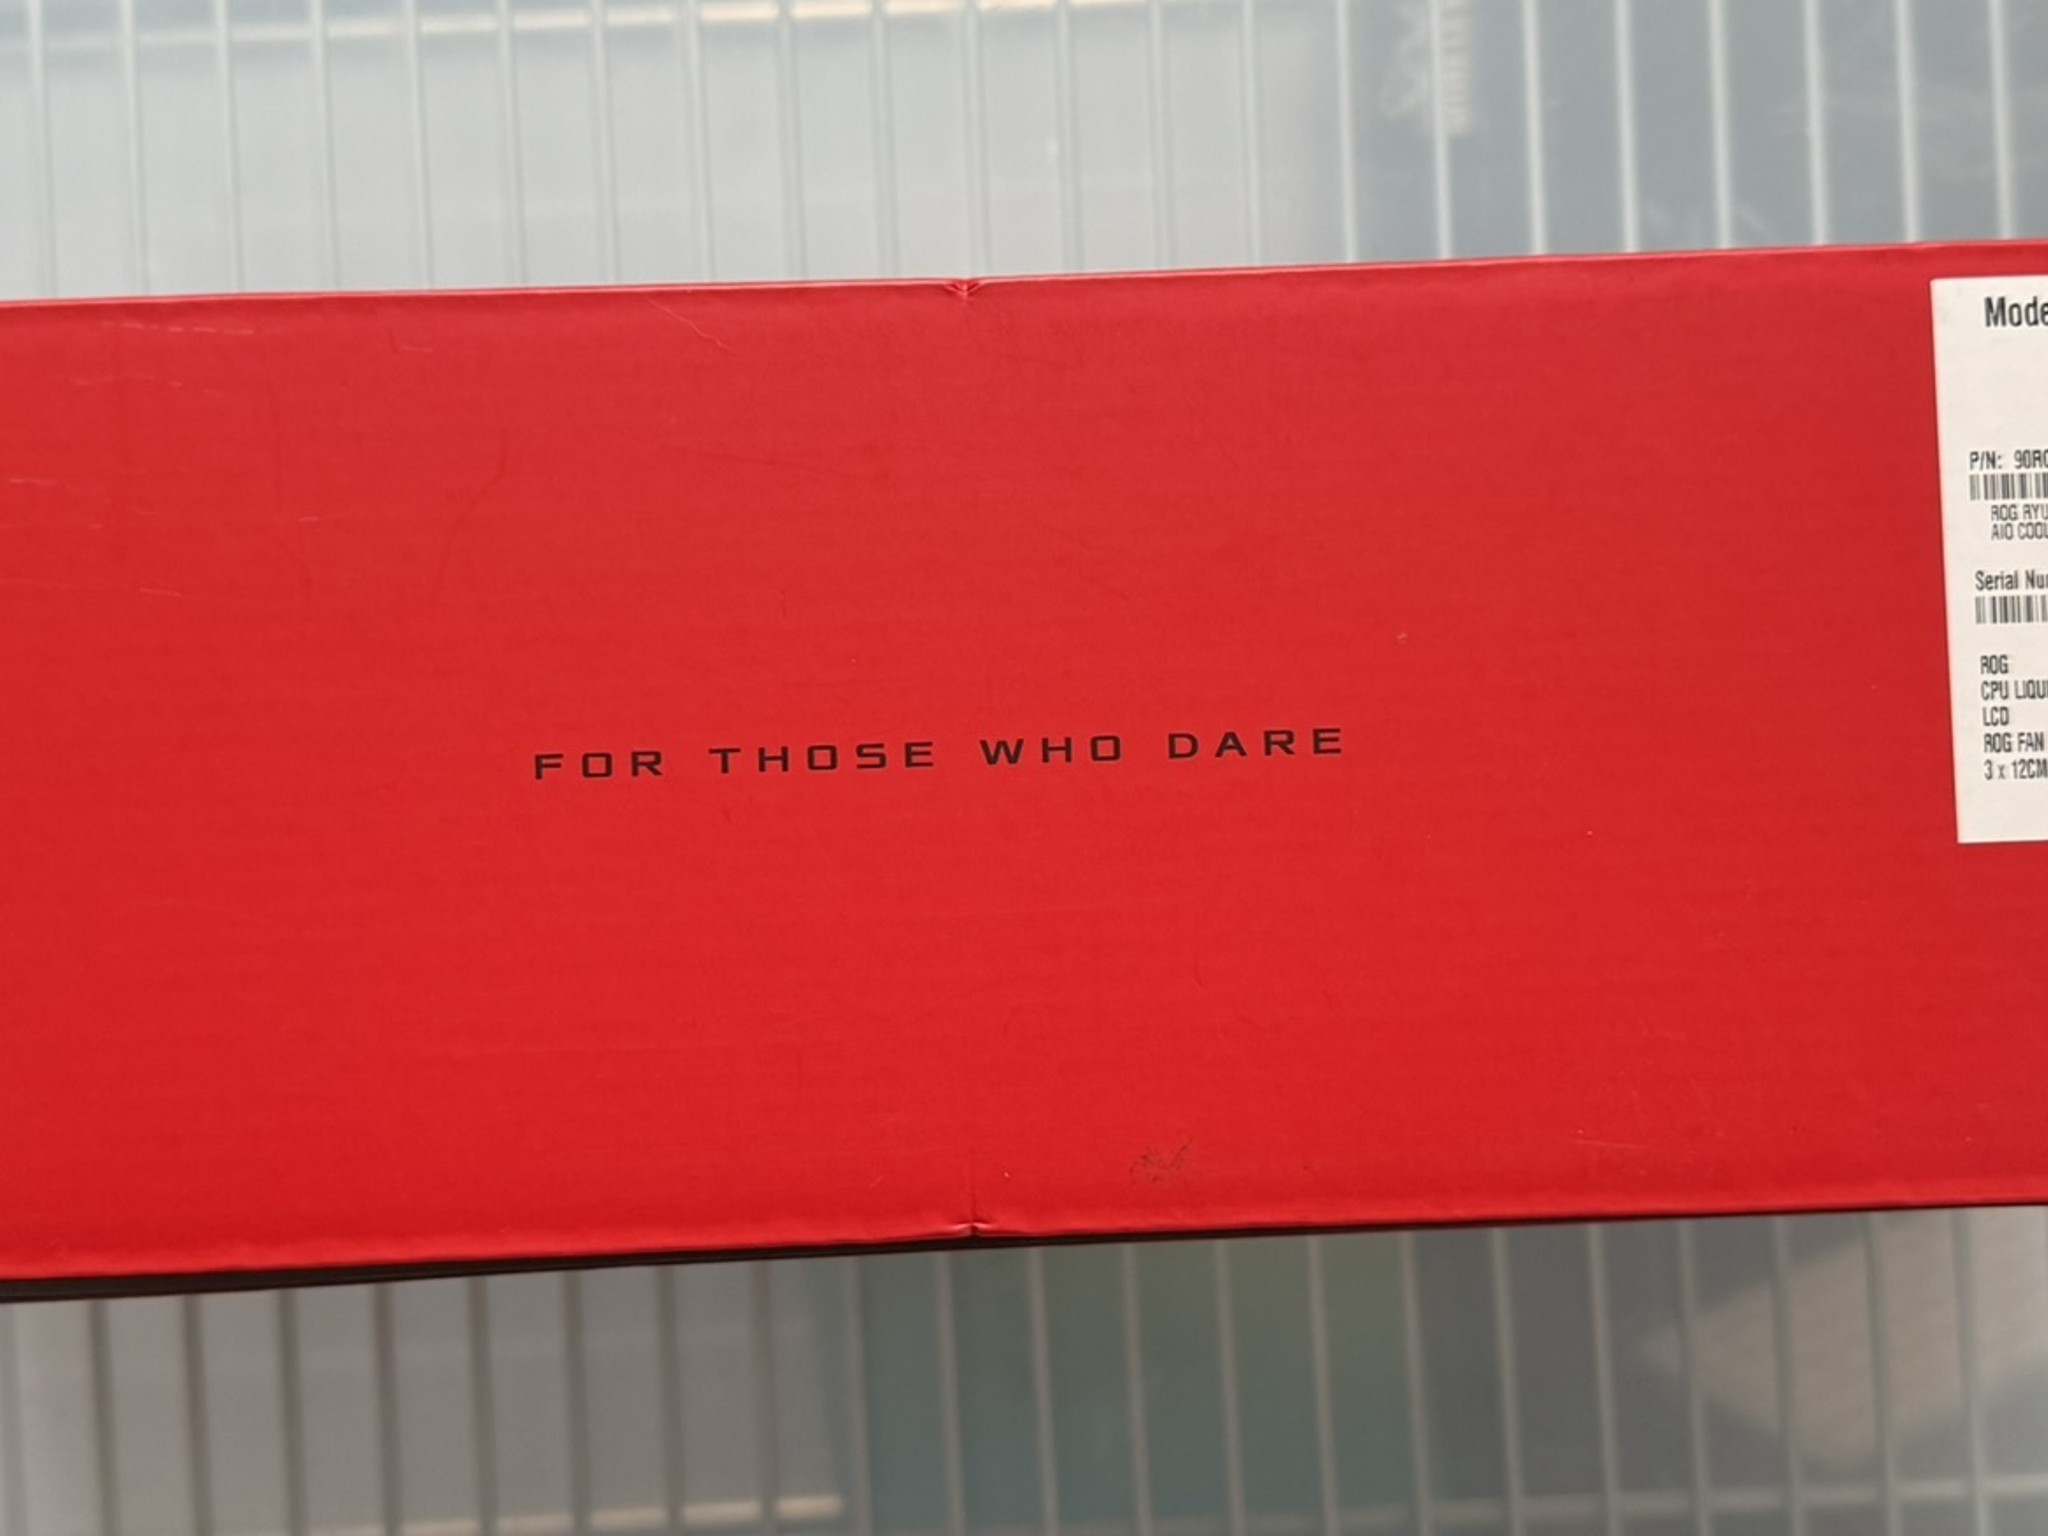 FOR THOSE WHO DARE
Mode
P/N: 90R
ROG RYU
AIO COOL
Serial Nu
ROG
CPU LIQU
LCD
ROG FAN
3 x 12CM